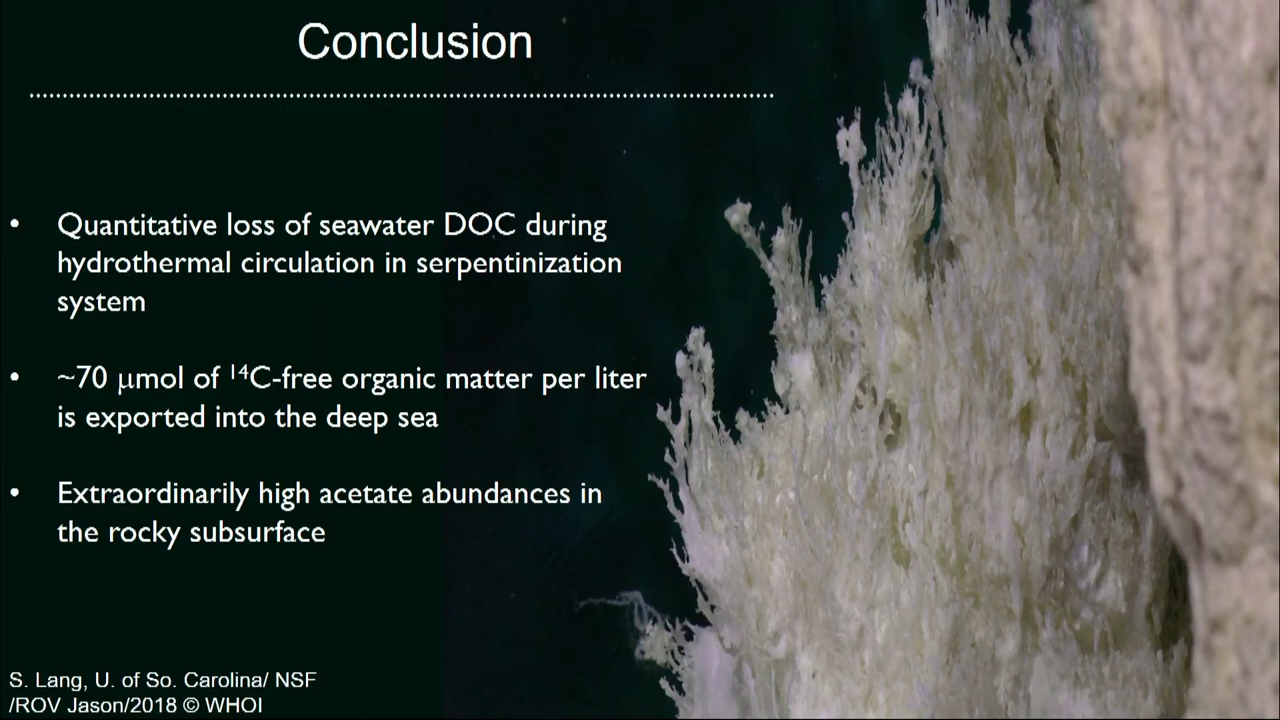 Conclusion
• Quantitative loss of seawater DOC during
hydrothermal circulation in serpentinization
system
• ~70 μmol of ¹⁴C-free organic matter per liter
is exported into the deep sea
• Extraordinarily high acetate abundances in
the rocky subsurface
S. Lang, U. of So. Carolina/ NSF
/ROV Jason/2018 © WHOI